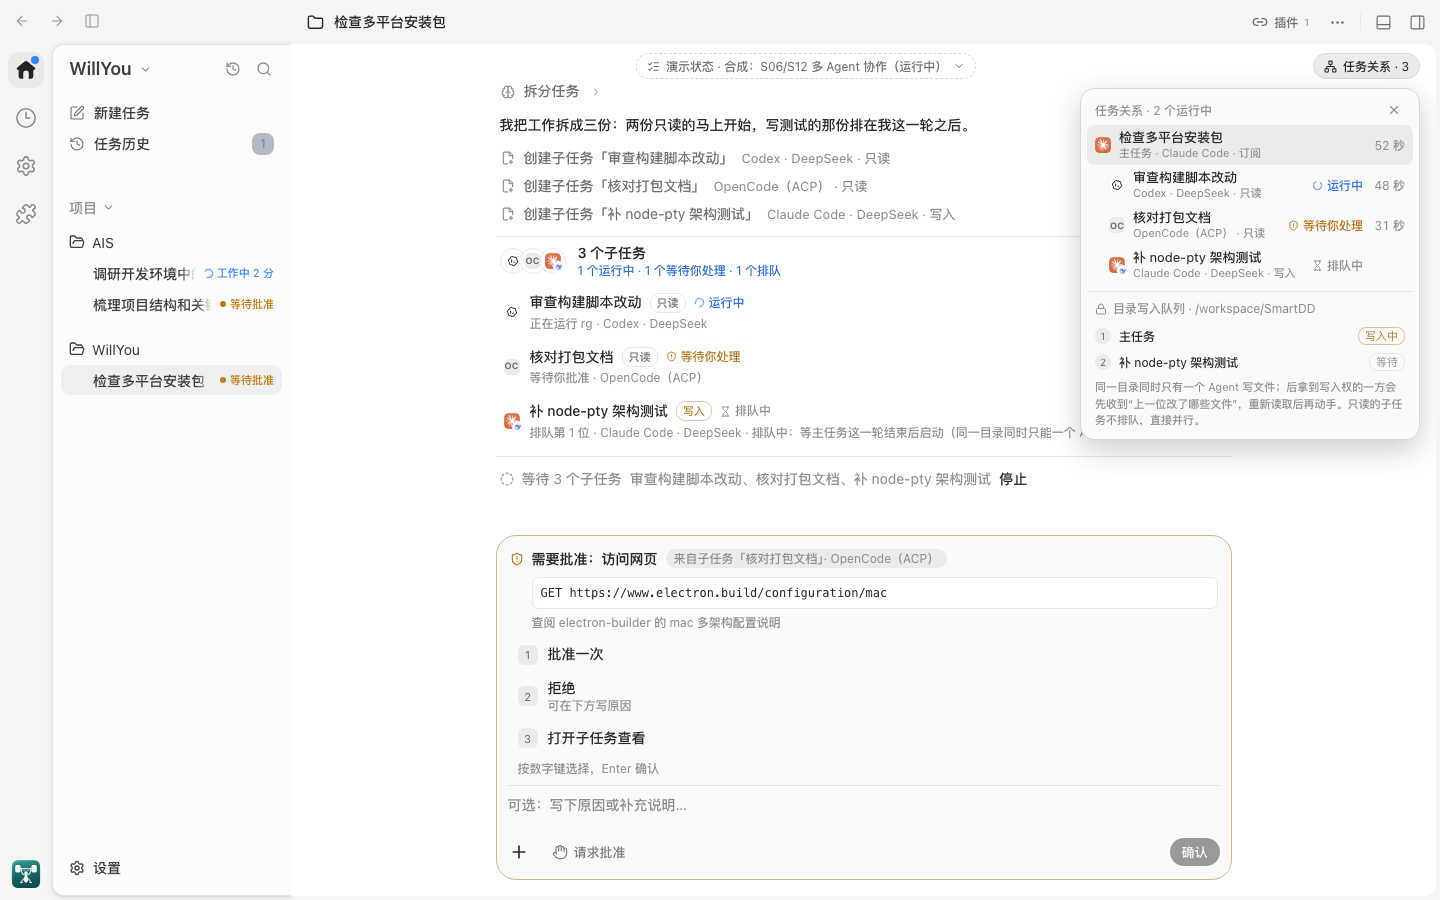 检查多平台安装包
插件 1
WillYou
新建任务
任务历史
1
项目
AIS
调研开发环境中
工作中 2 分
梳理项目结构和关
等待批准
WillYou
检查多平台安装包
等待批准
设置
演示状态 · 合成：S06/S12 多 Agent 协作（运行中）
拆分任务
我把工作拆成三份：两份只读的马上开始，写测试的那份排在我这一轮之后。
创建子任务「审查构建脚本改动」 Codex · DeepSeek · 只读
创建子任务「核对打包文档」 OpenCode（ACP） · 只读
创建子任务「补 node-pty 架构测试」 Claude Code · DeepSeek · 写入
OC
3 个子任务
1 个运行中 · 1 个等待你处理 · 1 个排队
审查构建脚本改动 只读 运行中
正在运行 rg · Codex · DeepSeek
OC
核对打包文档 只读 等待你处理
等待你批准 · OpenCode（ACP）
补 node-pty 架构测试 写入 排队中
排队第 1 位 · Claude Code · DeepSeek · 排队中：等主任务这一轮结束后启动（同一目录同时只能一个
等待 3 个子任务 审查构建脚本改动、核对打包文档、补 node-pty 架构测试 停止
需要批准：访问网页 来自子任务「核对打包文档」· OpenCode（ACP）
GET https://www.electron.build/configuration/mac
查阅 electron-builder 的 mac 多架构配置说明
1 批准一次
2 拒绝
可在下方写原因
3 打开子任务查看
按数字键选择，Enter 确认
可选：写下原因或补充说明...
请求批准
确认
任务关系 · 3
任务关系 · 2 个运行中
检查多平台安装包
主任务 · Claude Code · 订阅
52 秒
审查构建脚本改动
Codex · DeepSeek · 只读
运行中 48 秒
OC
核对打包文档
OpenCode（ACP） · 只读
等待你处理 31 秒
补 node-pty 架构测试
Claude Code · DeepSeek · 写入
排队中
目录写入队列 · /workspace/SmartDD
1 主任务 写入中
2 补 node-pty 架构测试 等待
同一目录同时只有一个 Agent 写文件；后拿到写入权的一方会
先收到“上一位改了哪些文件”，重新读取后再动手。只读的子任
务不排队，直接并行。